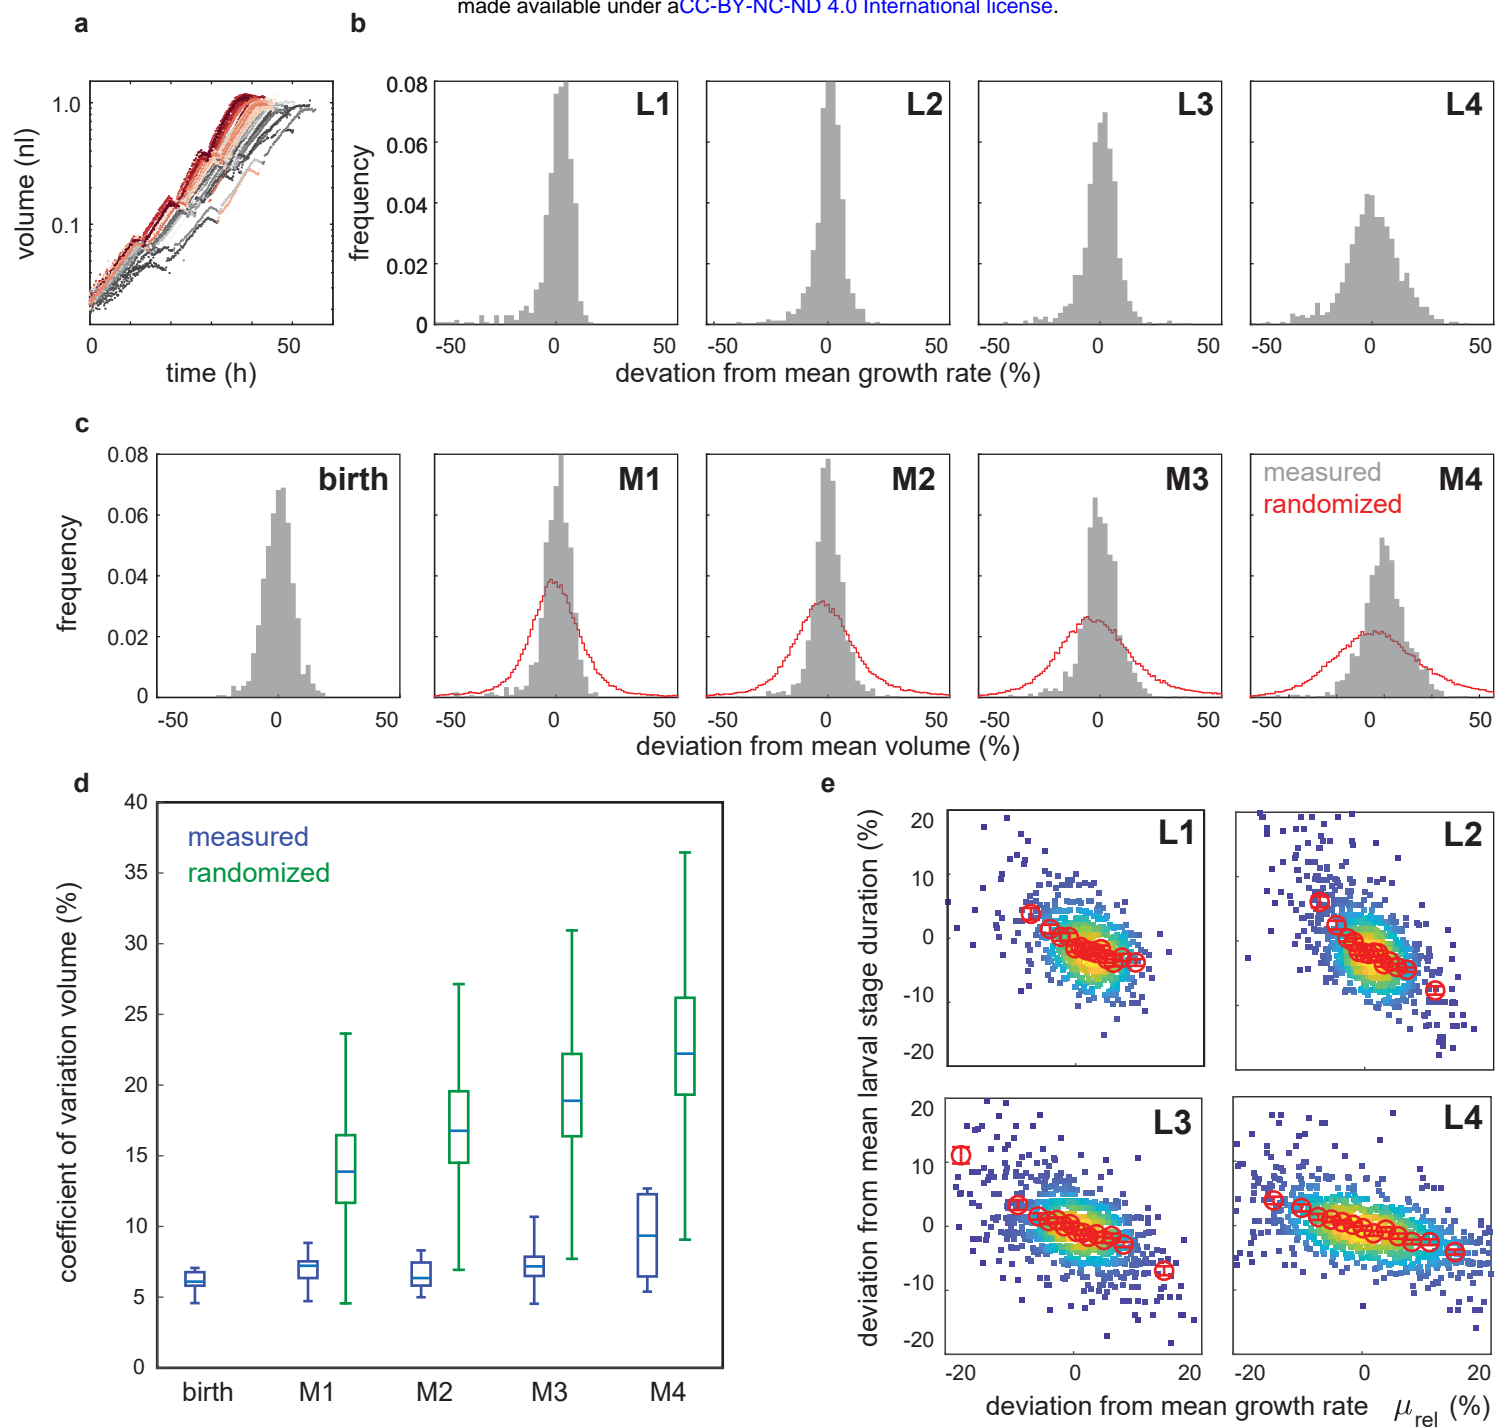 made available under aCC-BY-NC-ND 4.0 International license.
a
b
volume (nl)
1.0
0.1
0
50
time (h)
frequency
0.08
0.06
0.04
0.02
0
L1
L2
L3
L4
-50
0
50
-50
0
50
-50
0
50
-50
0
50
devation from mean growth rate (%)
c
frequency
0.08
0.06
0.04
0.02
0
birth
M1
M2
M3
measured
M4
randomized
-50
0
50
-50
0
50
-50
0
50
-50
0
50
-50
0
50
deviation from mean volume (%)
d
coefficient of variation volume (%)
40
35
30
25
20
15
10
5
0
measured
randomized
birth
M1
M2
M3
M4
e
deviation from mean larval stage duration (%)
20
10
0
-10
-20
L1
L2
20
10
0
-10
-20
L3
L4
-20
0
20
-20
0
20
deviation from mean growth rate μrel (%)